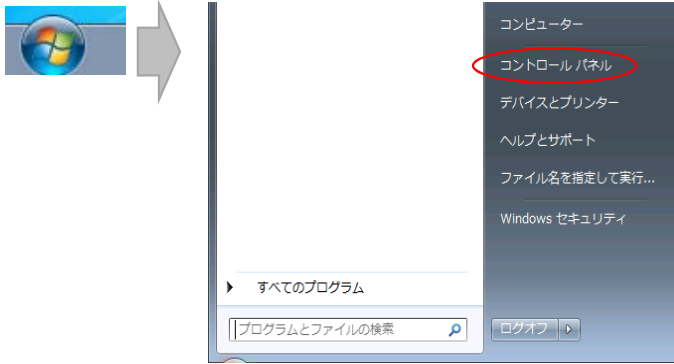 コンピューター
コントロール パネル
デバイスとプリンター
ヘルプとサポート
ファイル名を指定して実行...
Windows セキュリティ
すべてのプログラム
プログラムとファイルの検索
ログオフ